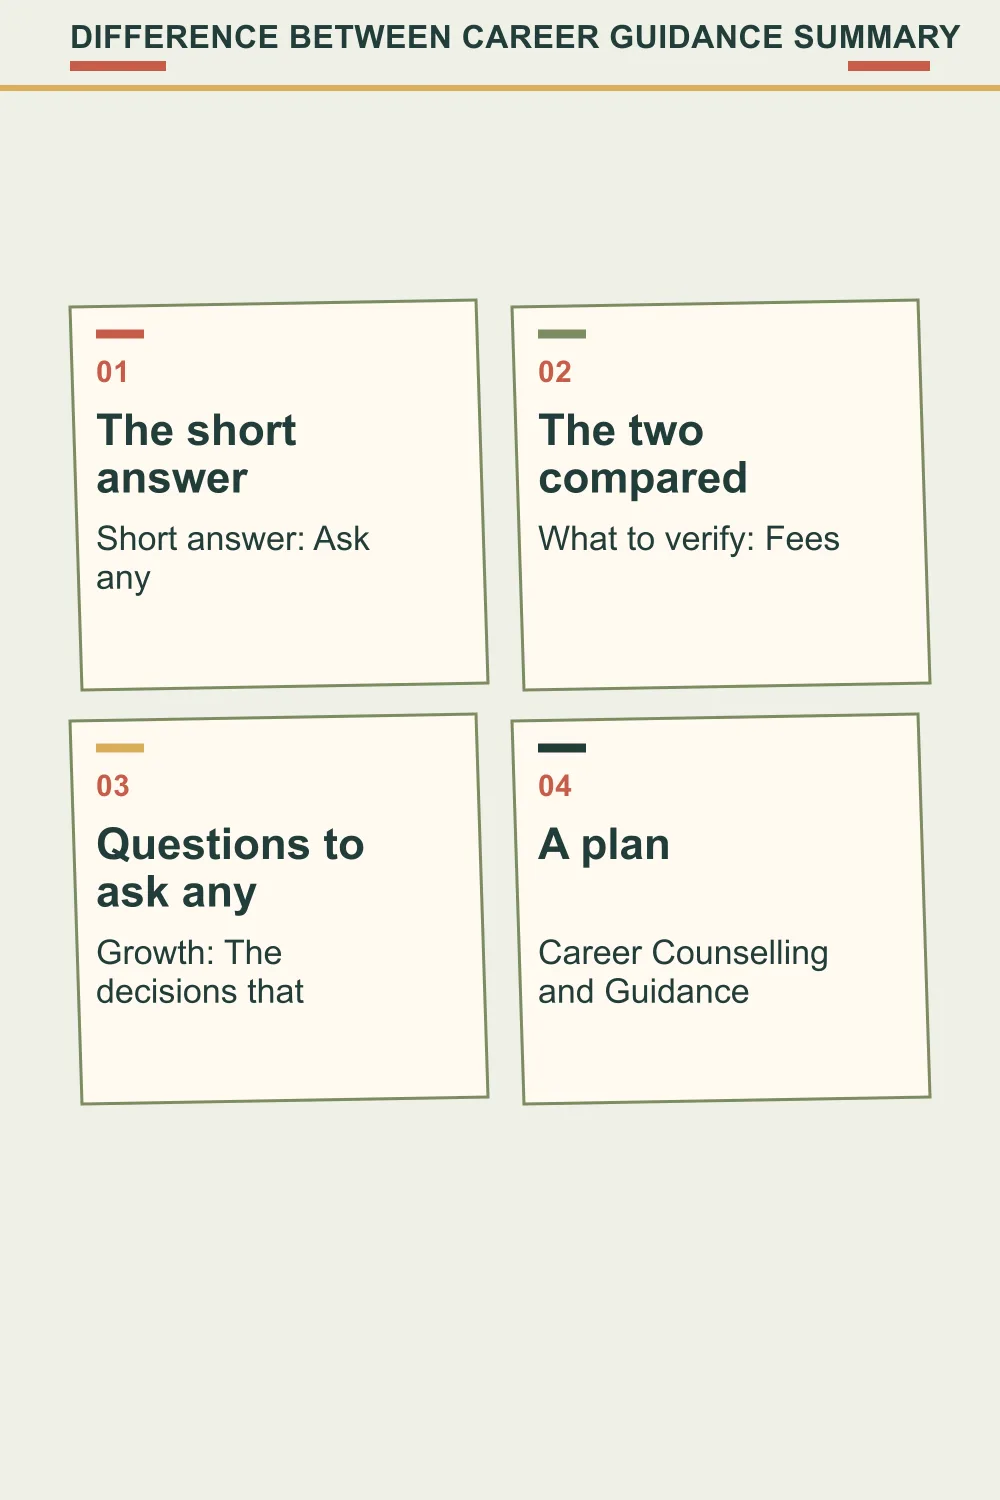 DIFFERENCE BETWEEN CAREER GUIDANCE SUMMARY
01
The short
answer
Short answer: Ask
any
02
The two
compared
What to verify: Fees
03
Questions to
ask any
Growth: The
decisions that
04
A plan
Career Counselling
and Guidance